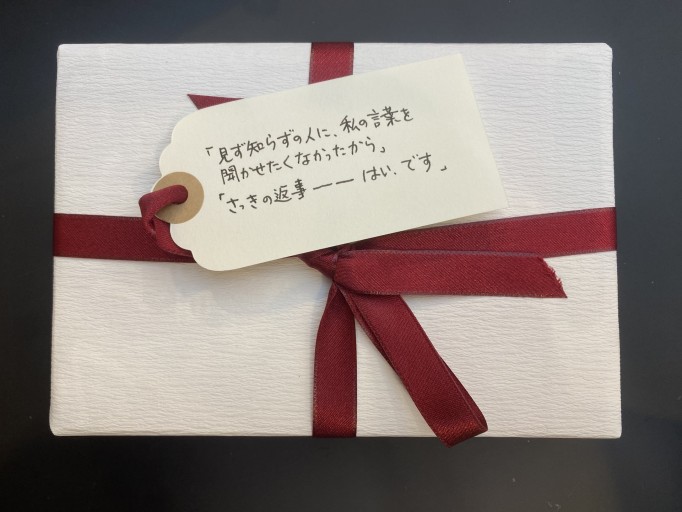 「見ず知らずの人に、私の言葉を
聞かせたくなかったから」
「さっきの返事——はい、です」